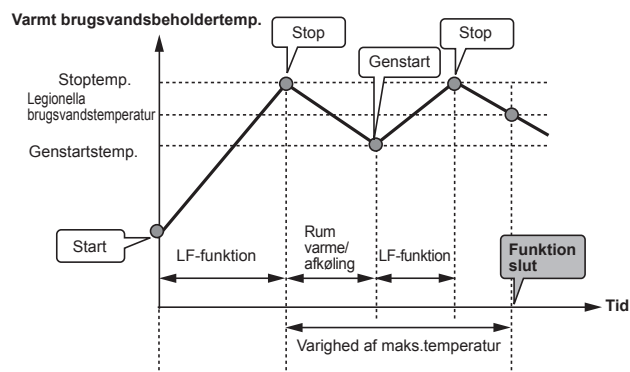 Varmt brugsvandsbeholdertemp.
Stop
Stop
Genstart
Stoptemp.
Legionella
brugsvandstemperatur
Genstartstemp.
Start
LF-funktion
Rum
varme/
afkøling
LF-funktion
Funktion
slut
Tid
Varighed af maks.temperatur